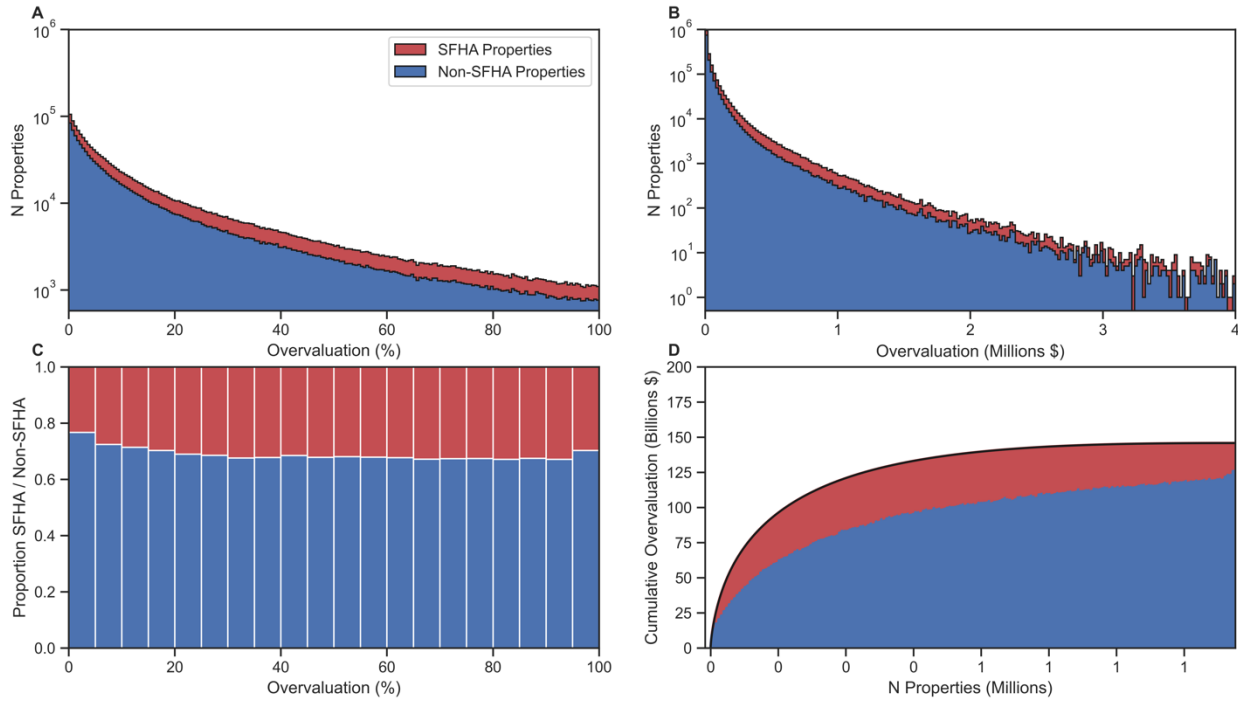 A
B
10^6
10^5
10^4
10^3
N Properties
SFHA Properties
Non-SFHA Properties
0 20 40 60 80 100
Overvaluation (%)
10^6
10^5
10^4
10^3
10^2
10^1
10^0
N Properties
0 1 2 3 4
Overvaluation (Millions $)
C
1.0
0.8
0.6
0.4
0.2
0.0
Proportion SFHA / Non-SFHA
0 20 40 60 80 100
Overvaluation (%)
D
200
175
150
125
100
75
50
25
0
Cumulative Overvaluation (Billions $)
0 0 0 0 1 1 1 1
N Properties (Millions)